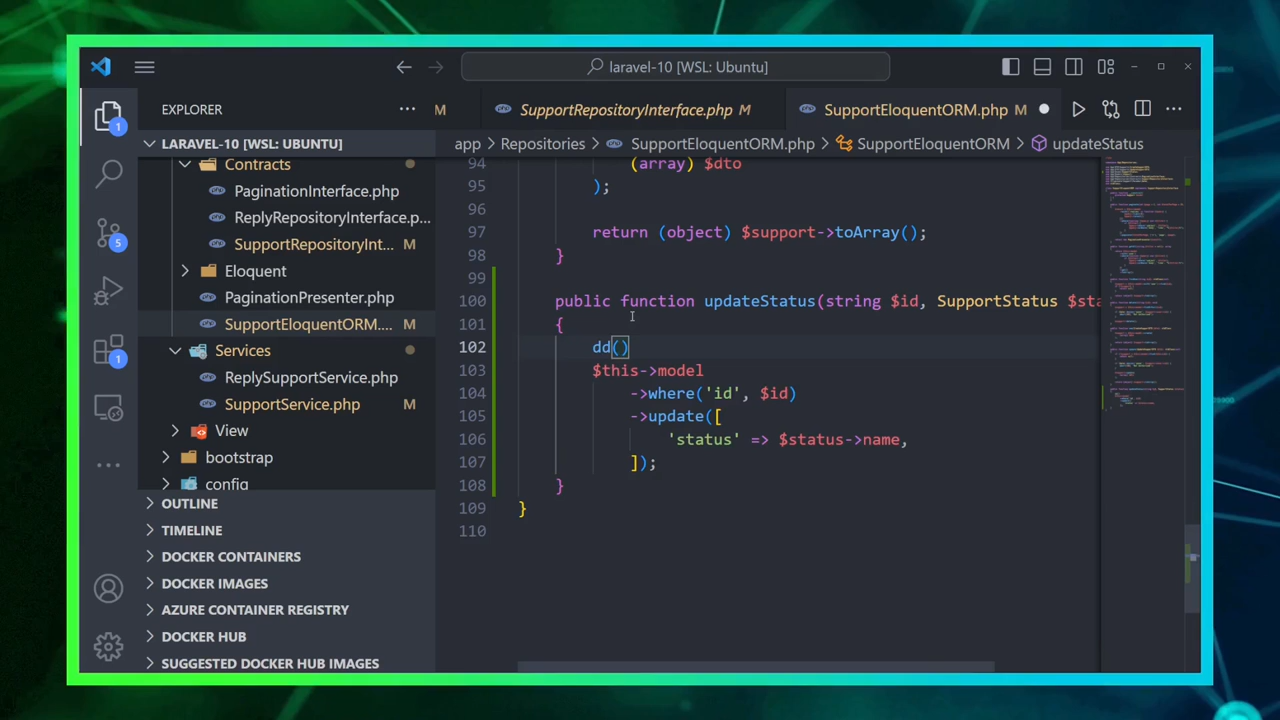 laravel-10 [WSL: Ubuntu]
EXPLORER
M
SupportRepositoryInterface.php M
SupportEloquentORM.php M
LARAVEL-10 [WSL: UBUNTU]
app > Repositories > SupportEloquentORM.php > SupportEloquentORM > updateStatus
Contracts
PaginationInterface.php
ReplyRepositoryInterface.p...
SupportRepositoryInt... M
Eloquent
PaginationPresenter.php
SupportEloquentORM....
Services
ReplySupportService.php
SupportService.php M
View
bootstrap
config
OUTLINE
TIMELINE
DOCKER CONTAINERS
DOCKER IMAGES
AZURE CONTAINER REGISTRY
DOCKER HUB
SUGGESTED DOCKER HUB IMAGES
1
5
1
94 (array) $dto
95 );
96
97 return (object) $support->toArray();
98 }
99
100 public function updateStatus(string $id, SupportStatus $sta
101 {
102 dd()
103 $this->model
104 ->where('id', $id)
105 ->update([
106 'status' => $status->name,
107 ]);
108 }
109 }
110